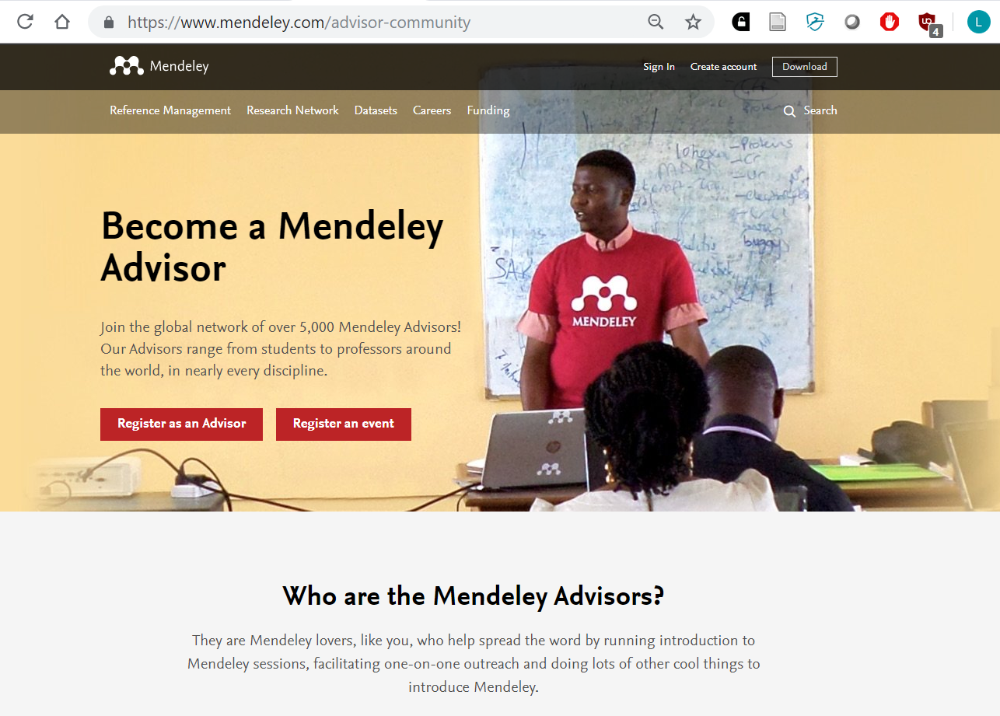 https://www.mendeley.com/advisor-community
4
L
Mendeley
Sign In
Create account
Download
Reference Management
Research Network
Datasets
Careers
Funding
Search
Proteins
buggy
SAK
MENDELEY
Become a Mendeley
Advisor
Join the global network of over 5,000 Mendeley Advisors!
Our Advisors range from students to professors around
the world, in nearly every discipline.
Register as an Advisor
Register an event
Who are the Mendeley Advisors?
They are Mendeley lovers, like you, who help spread the word by running introduction to
Mendeley sessions, facilitating one-on-one outreach and doing lots of other cool things to
introduce Mendeley.